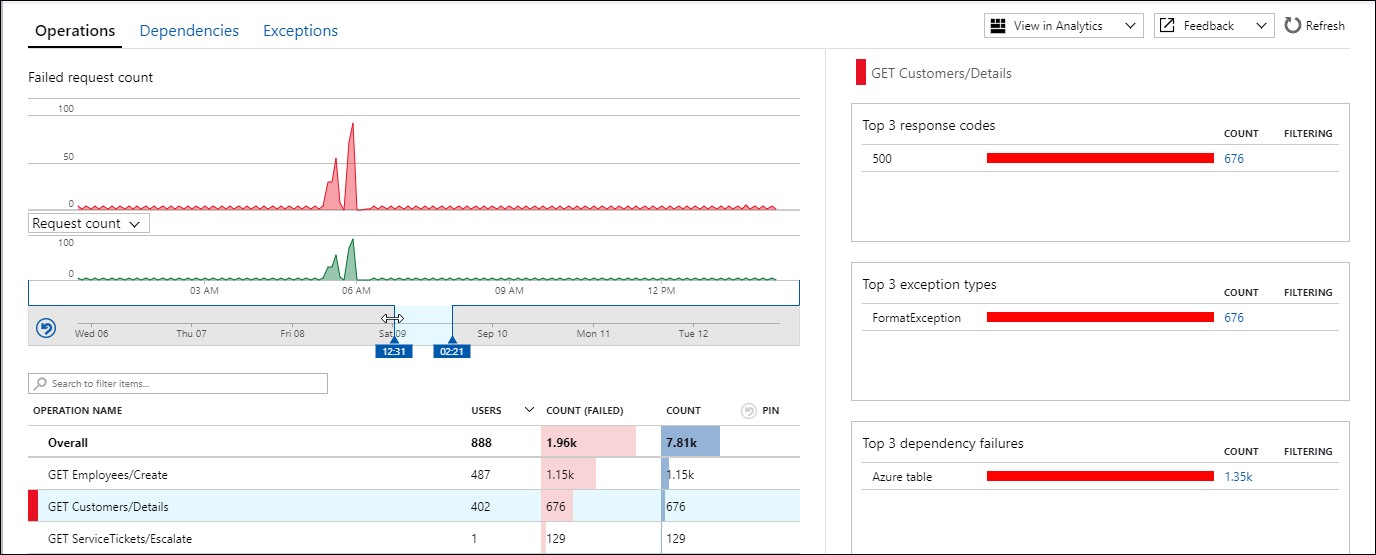 Operations Dependencies Exceptions
View in Analytics Feedback Refresh
Failed request count
100
50
0
Request count
100
0
03 AM 06 AM 09 AM 12 PM
Wed 06 Thu 07 Fri 08 Sat 09 Sep 10 Mon 11 Tue 12
12:31 02:21
Search to filter items...
OPERATION NAME USERS COUNT (FAILED) COUNT PIN
Overall 888 1.96k 7.81k
GET Employees/Create 487 1.15k 1.15k
GET Customers/Details 402 676 676
GET ServiceTickets/Escalate 1 129 129
GET Customers/Details
Top 3 response codes
COUNT FILTERING
500 676
Top 3 exception types
COUNT FILTERING
FormatException 676
Top 3 dependency failures
COUNT FILTERING
Azure table 1.35k